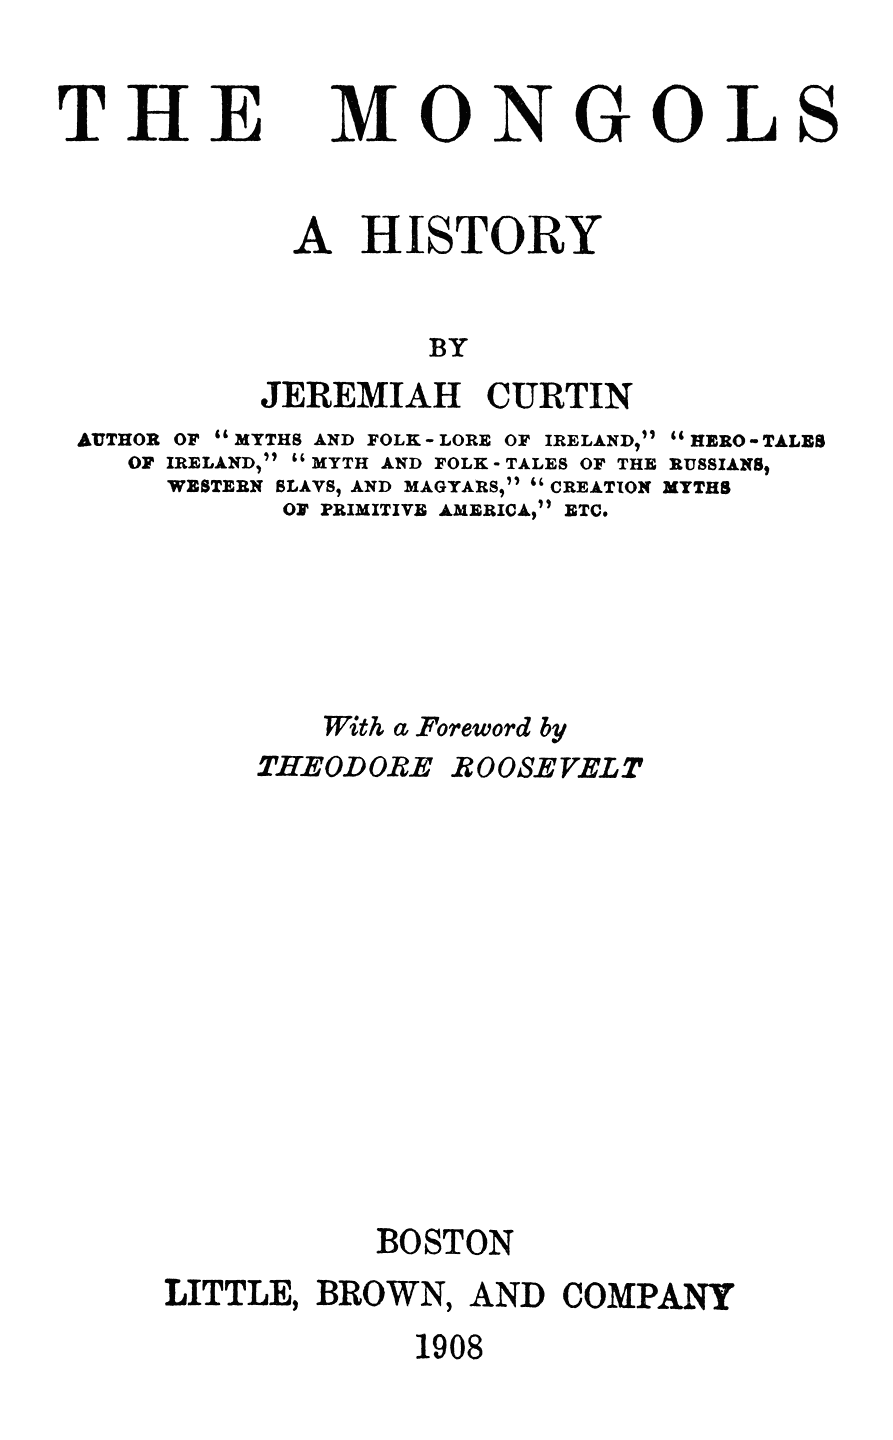 THE MONGOLS
A HISTORY
BY
JEREMIAH CURTIN
AUTHOR OF “MYTHS AND FOLK-LORE OF IRELAND,” “HERO-TALES
OF IRELAND,” “MYTH AND FOLK-TALES OF THE RUSSIANS,
WESTERN SLAVS, AND MAGYARS,” “CREATION MYTHS
OF PRIMITIVE AMERICA,” ETC.
With a Foreword by
THEODORE ROOSEVELT
BOSTON
LITTLE, BROWN, AND COMPANY
1908